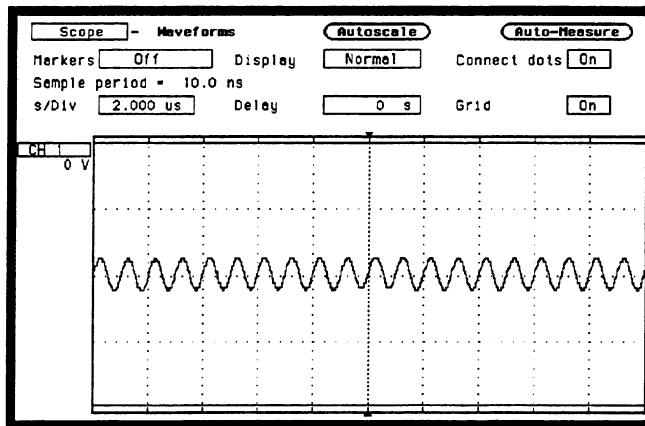 Scope - Waveforms Autoscale Auto-Measure
Markers Off Display Normal Connect dots On
Sample period = 10.0 ns
s/Div 2.000 us Delay 0 s Grid On
CH 1
0 V